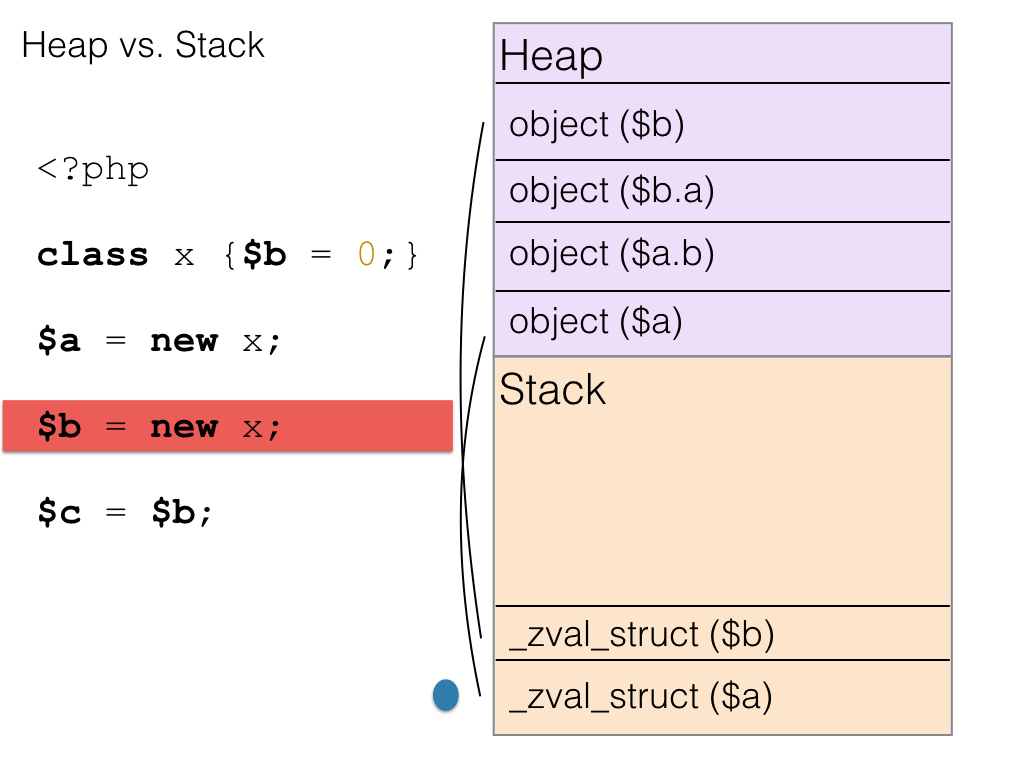 Heap vs. Stack
<?php
class x {$b = 0;}
$a = new x;
$b = new x;
$c = $b;
Heap
object ($b)
object ($b.a)
object ($a.b)
object ($a)
Stack
_zval_struct ($b)
_zval_struct ($a)